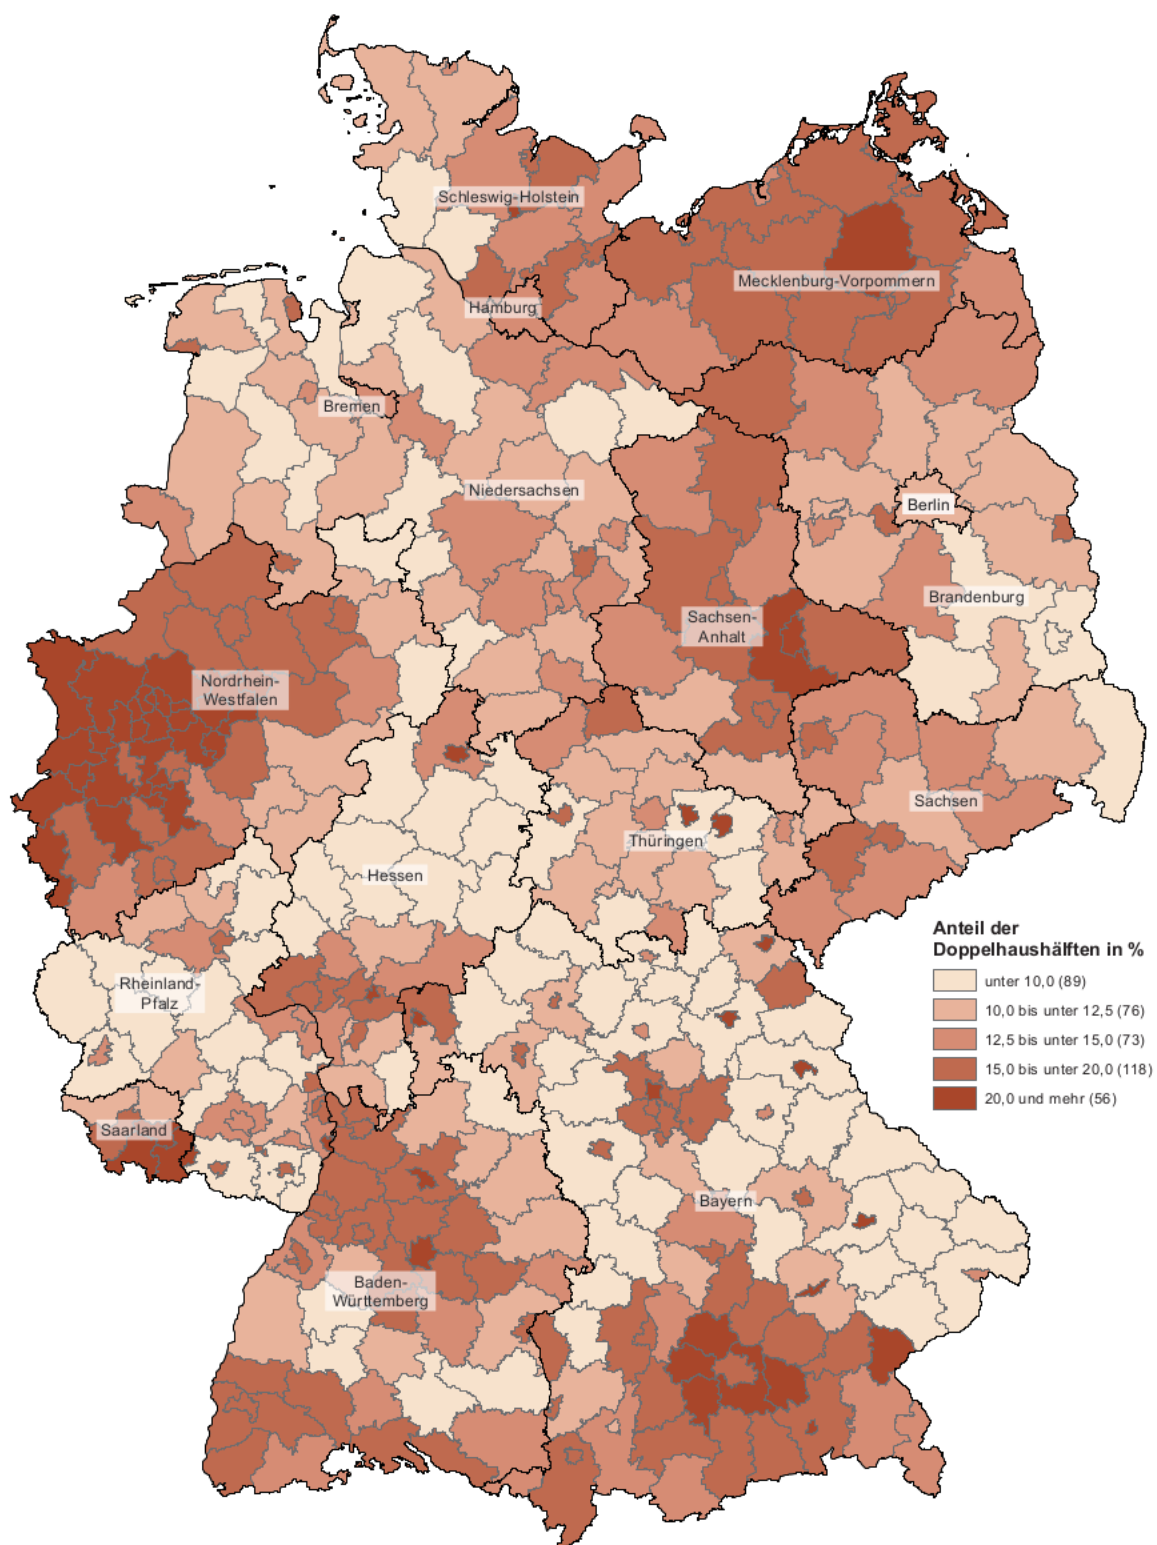 Schleswig-Holstein
Mecklenburg-Vorpommern
Hamburg
Bremen
Niedersachsen
Berlin
Brandenburg
Sachsen-
Anhalt
Nordrhein-
Westfalen
Sachsen
Thüringen
Hessen
Rheinland-
Pfalz
Saarland
Bayern
Baden-
Württemberg
Anteil der
Doppelhaushälften in %
unter 10,0 (89)
10,0 bis unter 12,5 (76)
12,5 bis unter 15,0 (73)
15,0 bis unter 20,0 (118)
20,0 und mehr (56)